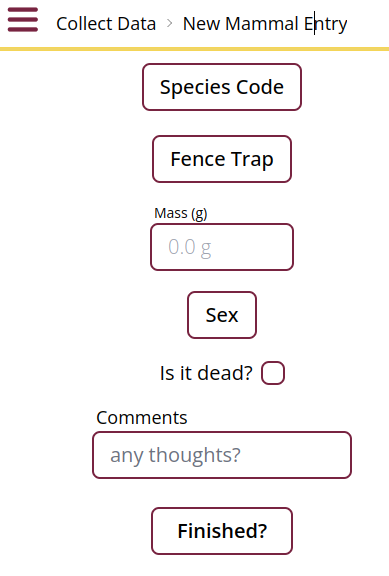 Collect Data > New Mammal Entry
Species Code
Fence Trap
Mass (g)
0.0 g
Sex
Is it dead?
Comments
any thoughts?
Finished?